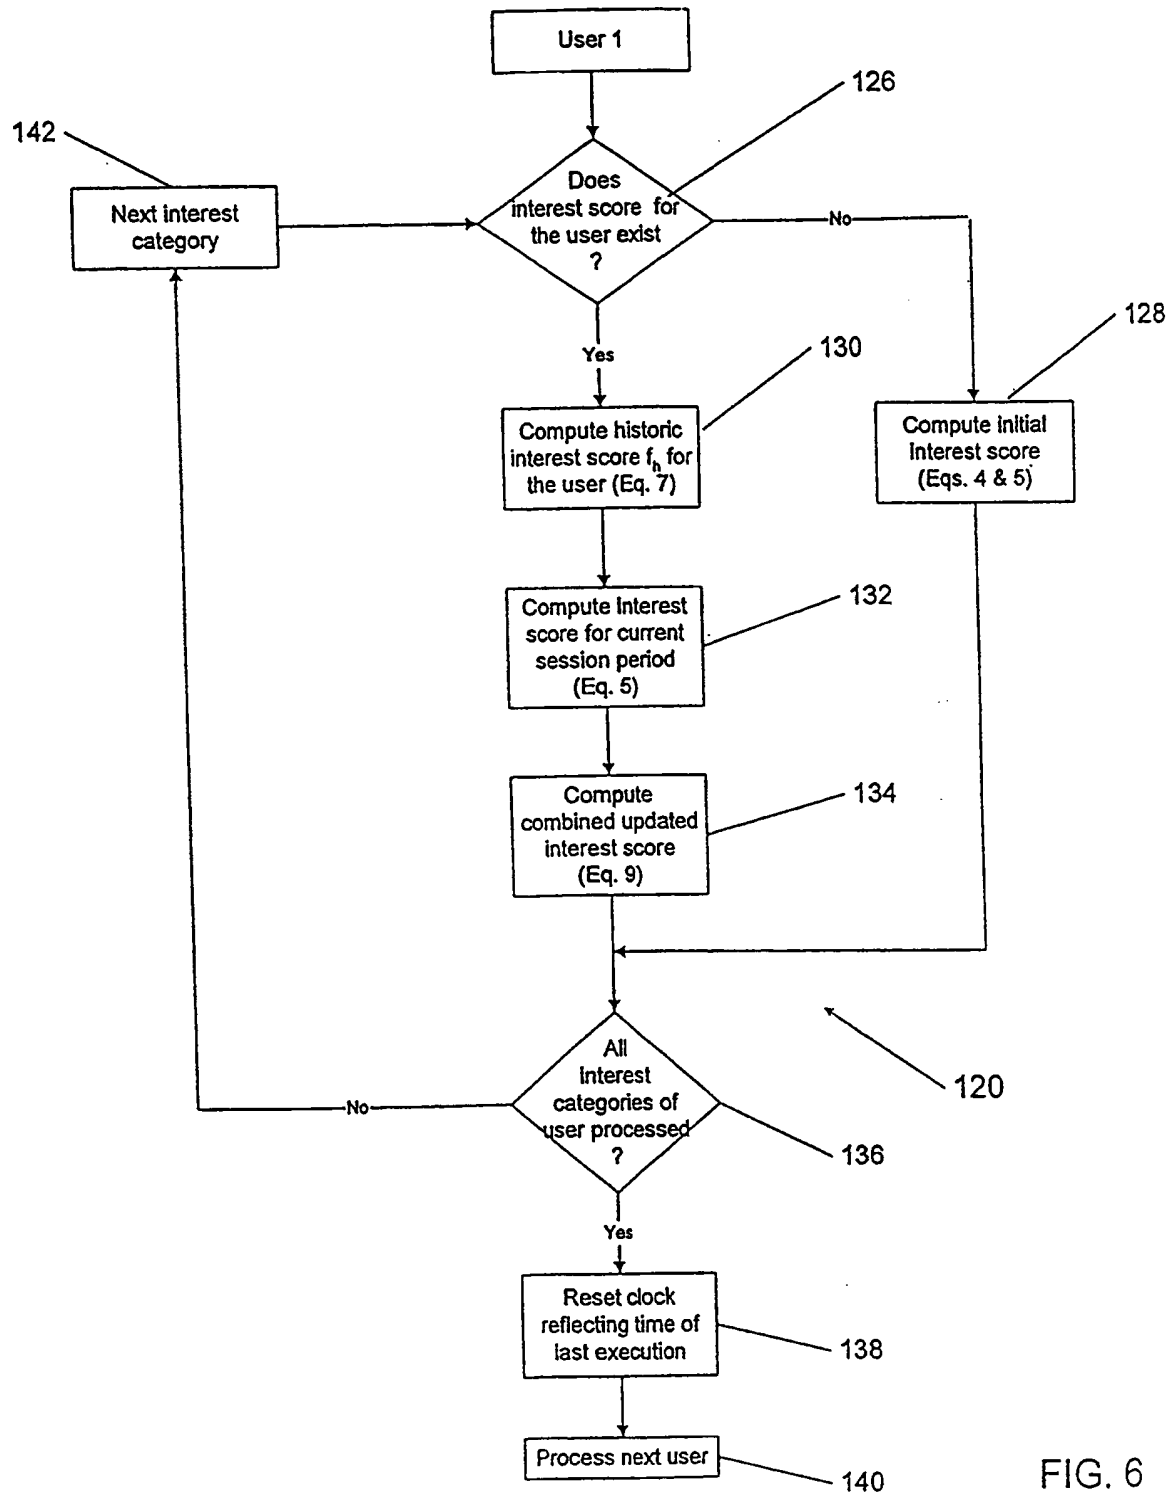 User 1
126
142
Does
interest score for
the user exist
?
Next interest
category
No
128
Yes
130
Compute historic
interest score fh for
the user (Eq. 7)
Compute initial
interest score
(Eqs. 4 & 5)
132
Compute interest
score for current
session period
(Eq. 5)
134
Compute
combined updated
interest score
(Eq. 9)
120
All
interest
categories of
user processed
?
No
136
Yes
Reset clock
reflecting time of
last execution
138
Process next user
140
FIG. 6